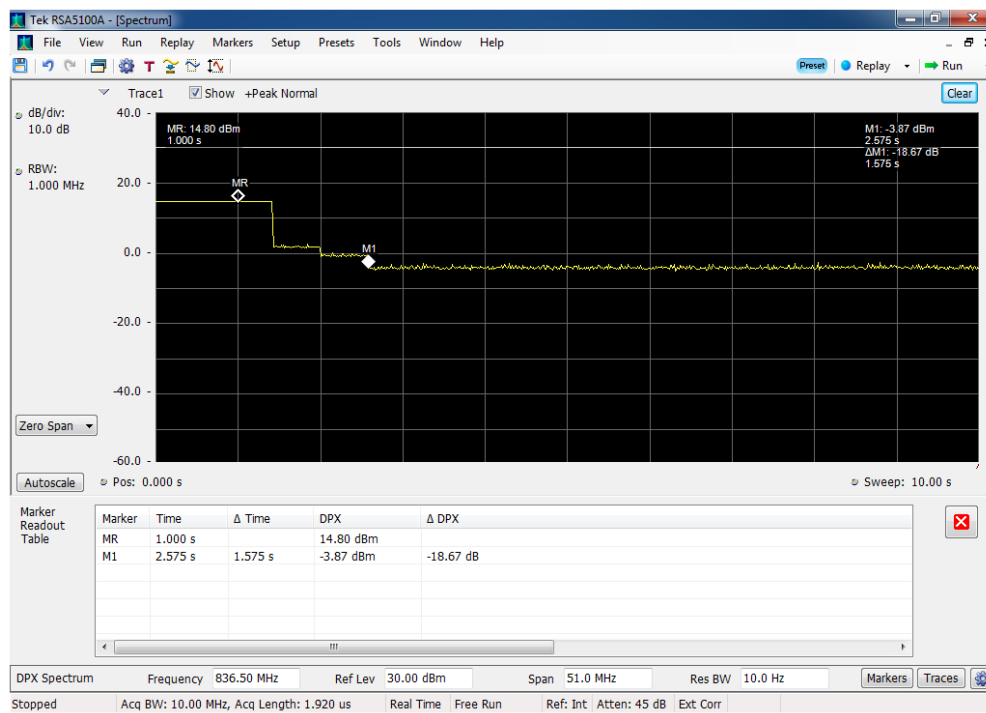 Tek RSA5100A - [Spectrum]
File View Run Replay Markers Setup Presets Tools Window Help
T Preset Replay Run
Trace1 Show +Peak Normal Clear
dB/div:
10.0 dB
RBW:
1.000 MHz
40.0 -
20.0 -
0.0 -
-20.0 -
-40.0 -
-60.0 -
MR: 14.80 dBm
1.000 s
M1: -3.87 dBm
2.575 s
ΔM1: -18.67 dB
1.575 s
MR
M1
Zero Span
Autoscale Pos: 0.000 s Sweep: 10.00 s
Marker
Readout
Table
Marker Time Δ Time DPX Δ DPX
MR 1.000 s 14.80 dBm
M1 2.575 s 1.575 s -3.87 dBm -18.67 dB
DPX Spectrum Frequency 836.50 MHz Ref Lev 30.00 dBm Span 51.0 MHz Res BW 10.0 Hz Markers Traces
Stopped Acq BW: 10.00 MHz, Acq Length: 1.920 us Real Time Free Run Ref: Int Atten: 45 dB Ext Corr